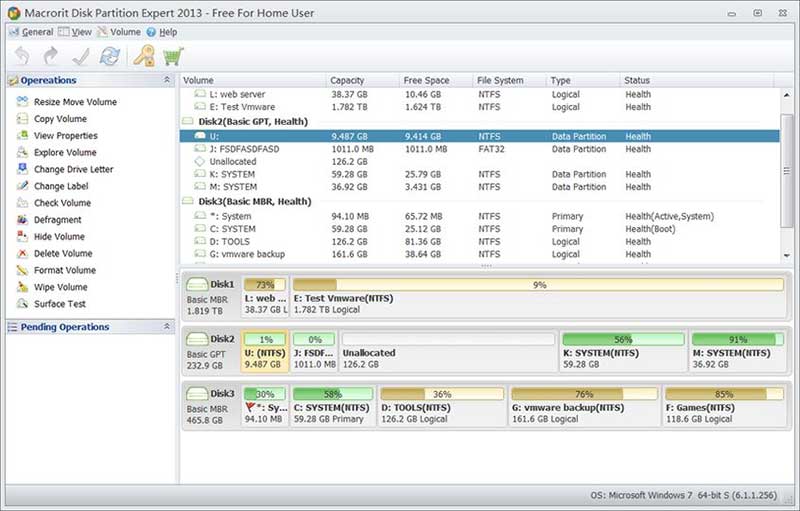 Macrorit Disk Partition Expert 2013 - Free For Home User
General View Volume Help
Opereations
Resize Move Volume
Copy Volume
View Properties
Explore Volume
Change Drive Letter
Change Label
Check Volume
Defragment
Hide Volume
Delete Volume
Format Volume
Wipe Volume
Surface Test
Pending Operations
Volume Capacity Free Space File System Type Status
L: web server 38.37 GB 10.46 GB NTFS Logical Health
E: Test Vmware 1.782 TB 1.624 TB NTFS Logical Health
Disk2(Basic GPT, Health)
U: 9.487 GB 9.414 GB NTFS Data Partition Health
J: FSDFASDFASD 1011.0 MB 1011.0 MB FAT32 Data Partition Health
Unallocated 126.2 GB
K: SYSTEM 59.28 GB 25.79 GB NTFS Data Partition Health
M: SYSTEM 36.92 GB 3.431 GB NTFS Data Partition Health
Disk3(Basic MBR, Health)
*: System 94.10 MB 65.72 MB NTFS Primary Health(Active,System)
C: SYSTEM 59.28 GB 25.12 GB NTFS Primary Health(Boot)
D: TOOLS 126.2 GB 81.36 GB NTFS Logical Health
G: vmware backup 161.6 GB 38.64 GB NTFS Logical Health
Disk1 73% 9%
Basic MBR L: web ... E: Test Vmware(NTFS)
1.819 TB 38.37 GB L 1.782 TB Logical
Disk2 1% 0% 56% 91%
Basic GPT U: (NTFS) J: FSDF... Unallocated K: SYSTEM(NTFS) M: SYSTEM(NTFS)
232.9 GB 9.487 GB 1011.0 MB 126.2 GB 59.28 GB 36.92 GB
Disk3 30% 58% 36% 76% 85%
Basic MBR *: Sy... C: SYSTEM(NTFS) D: TOOLS(NTFS) G: vmware backup(NTFS) F: Games(NTFS)
465.8 GB 94.10 MB 59.28 GB Primary 126.2 GB Logical 161.6 GB Logical 118.6 GB Logical
OS: Microsoft Windows 7 64-bit S (6.1.1.256)